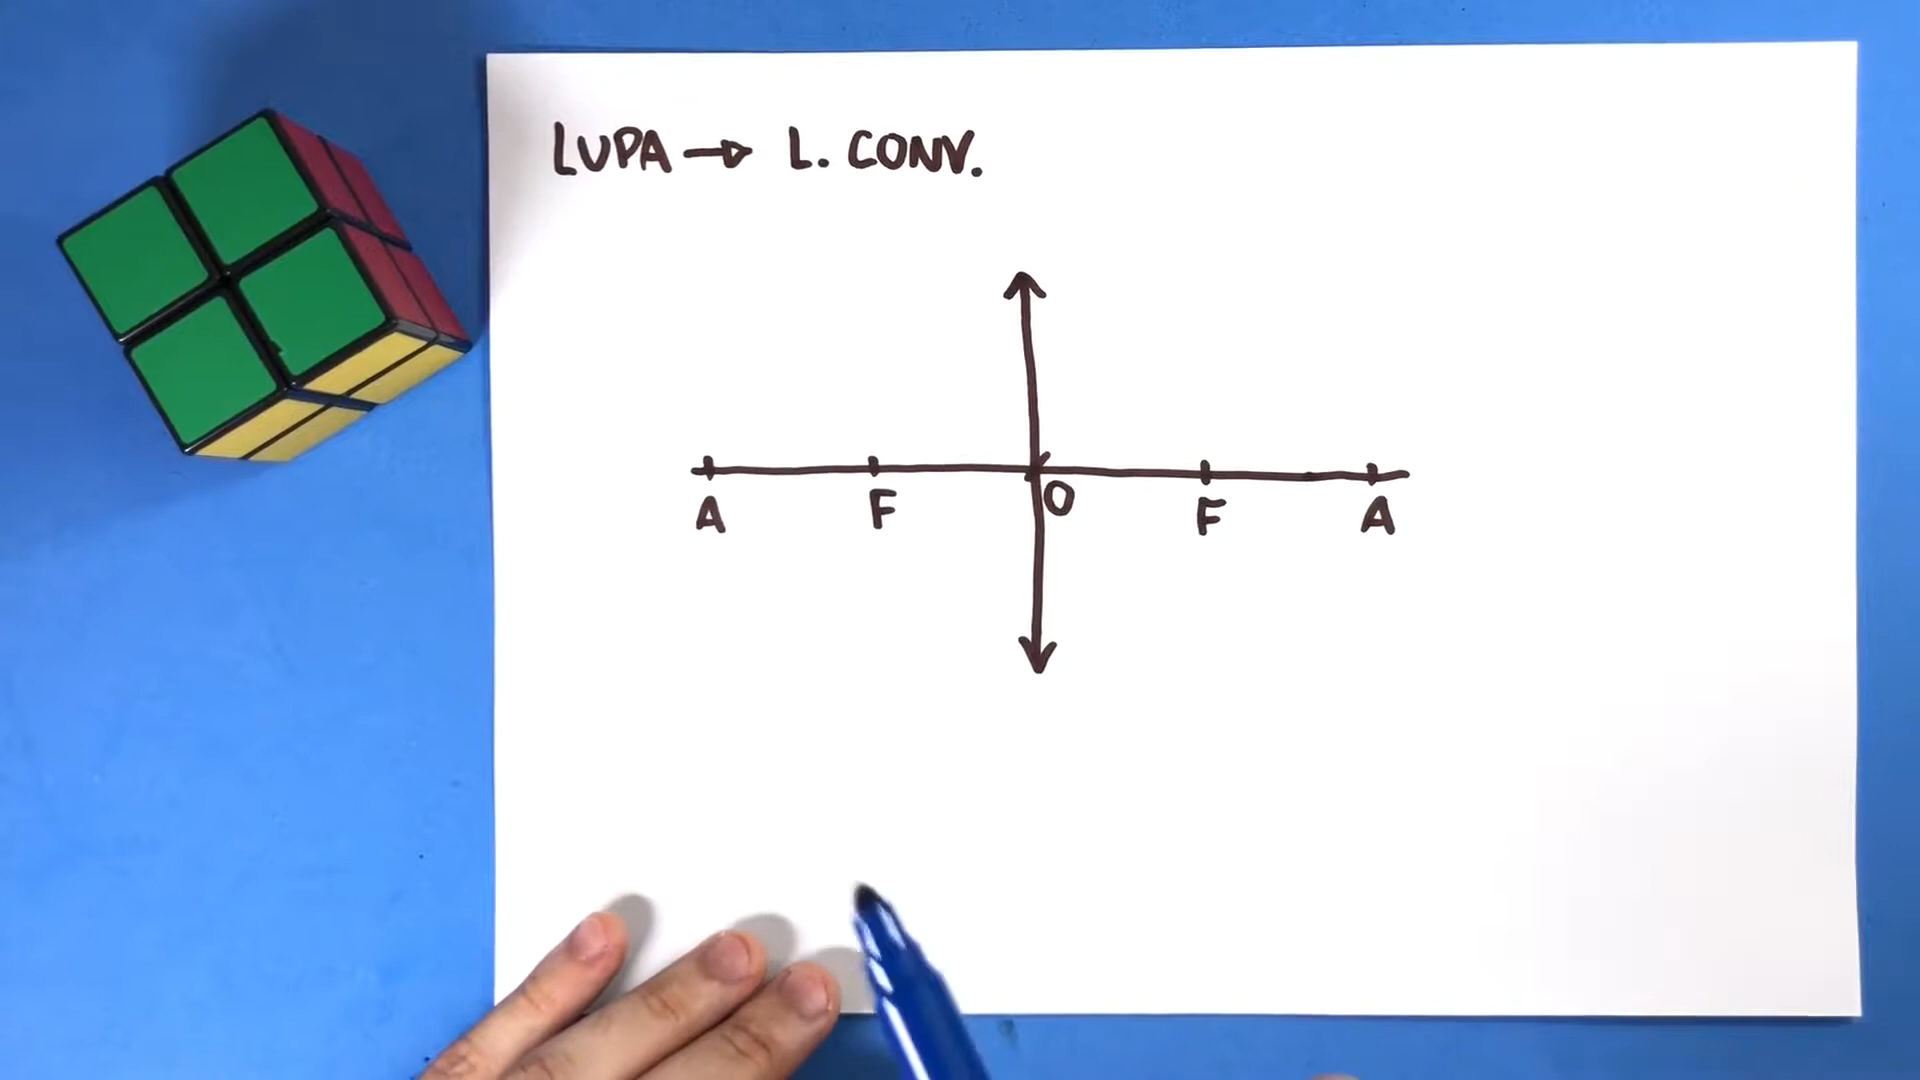 LUPA → L. CONV.
A F O F A